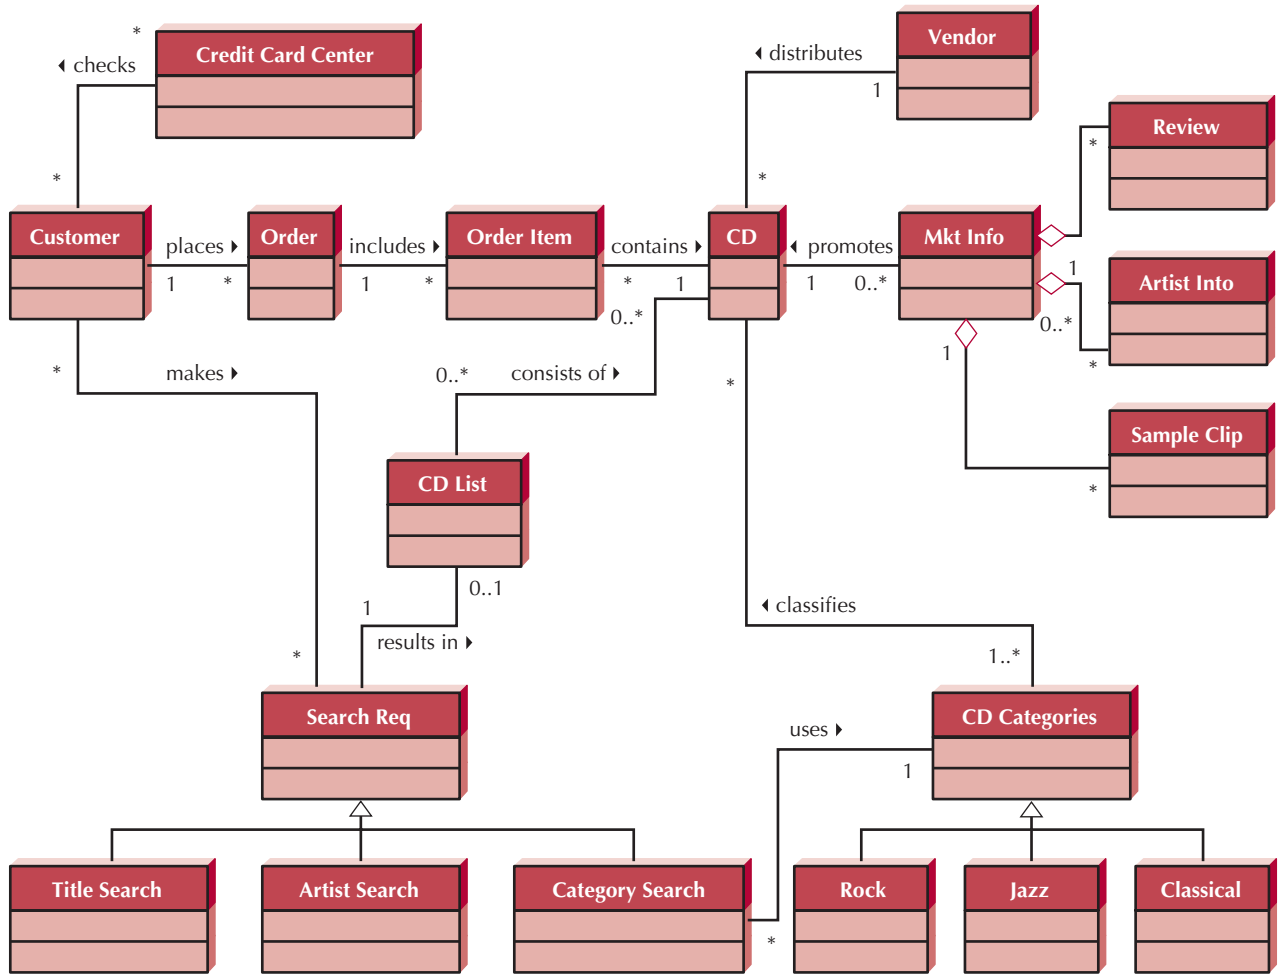 Credit Card Center
*
◂ checks
*
Vendor
◂ distributes
1
*
Review
*
Customer
places ▸
1
*
Order
includes ▸
1
*
Order Item
contains ▸
*
1
CD
◂ promotes
1
0..*
Mkt Info
1
0..*
Artist Into
*
1
Sample Clip
*
0..*
0..*
consists of ▸
*
makes ▸
*
CD List
0..1
1
results in ▸
*
◂ classifies
1..*
Search Req
CD Categories
uses ▸
1
*
Title Search
Artist Search
Category Search
Rock
Jazz
Classical